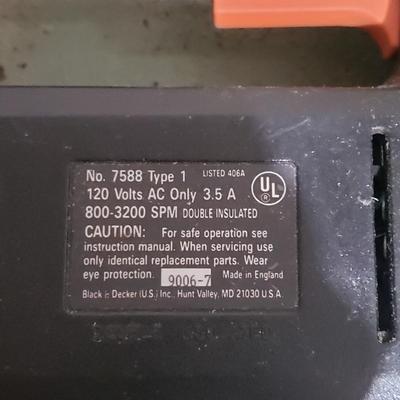 No. 7588 Type 1 LISTED 406A
120 Volts AC Only 3.5 A
UL
800-3200 SPM DOUBLE INSULATED
CAUTION: For safe operation see
instruction manual. When servicing use
only identical replacement parts. Wear
eye protection. 9006-7 Made in England
Black & Decker (U.S.) Inc., Hunt Valley, MD 21030 U.S.A.